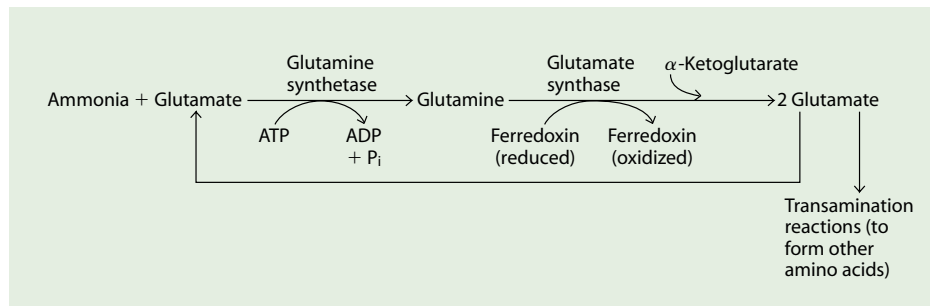 Glutamine
synthetase
Glutamate
synthase
α-Ketoglutarate
Ammonia + Glutamate
Glutamine
2 Glutamate
ATP
ADP
+ Pi
Ferredoxin
(reduced)
Ferredoxin
(oxidized)
Transamination
reactions (to
form other
amino acids)